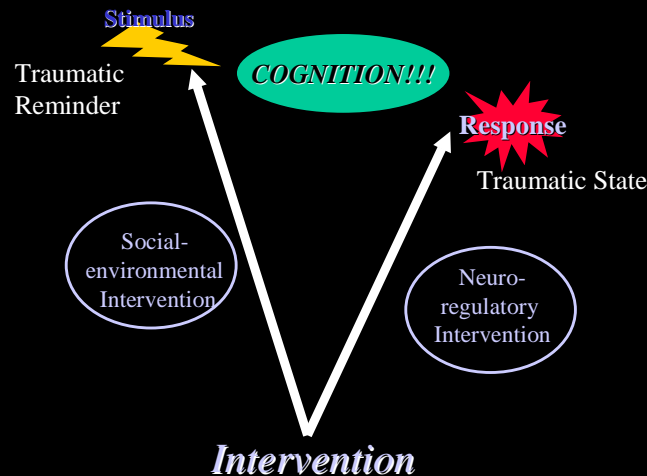 Stimulus
COGNITION!!!
Traumatic
Reminder
Response
Traumatic State
Social-
environmental
Intervention
Neuro-
regulatory
Intervention
Intervention